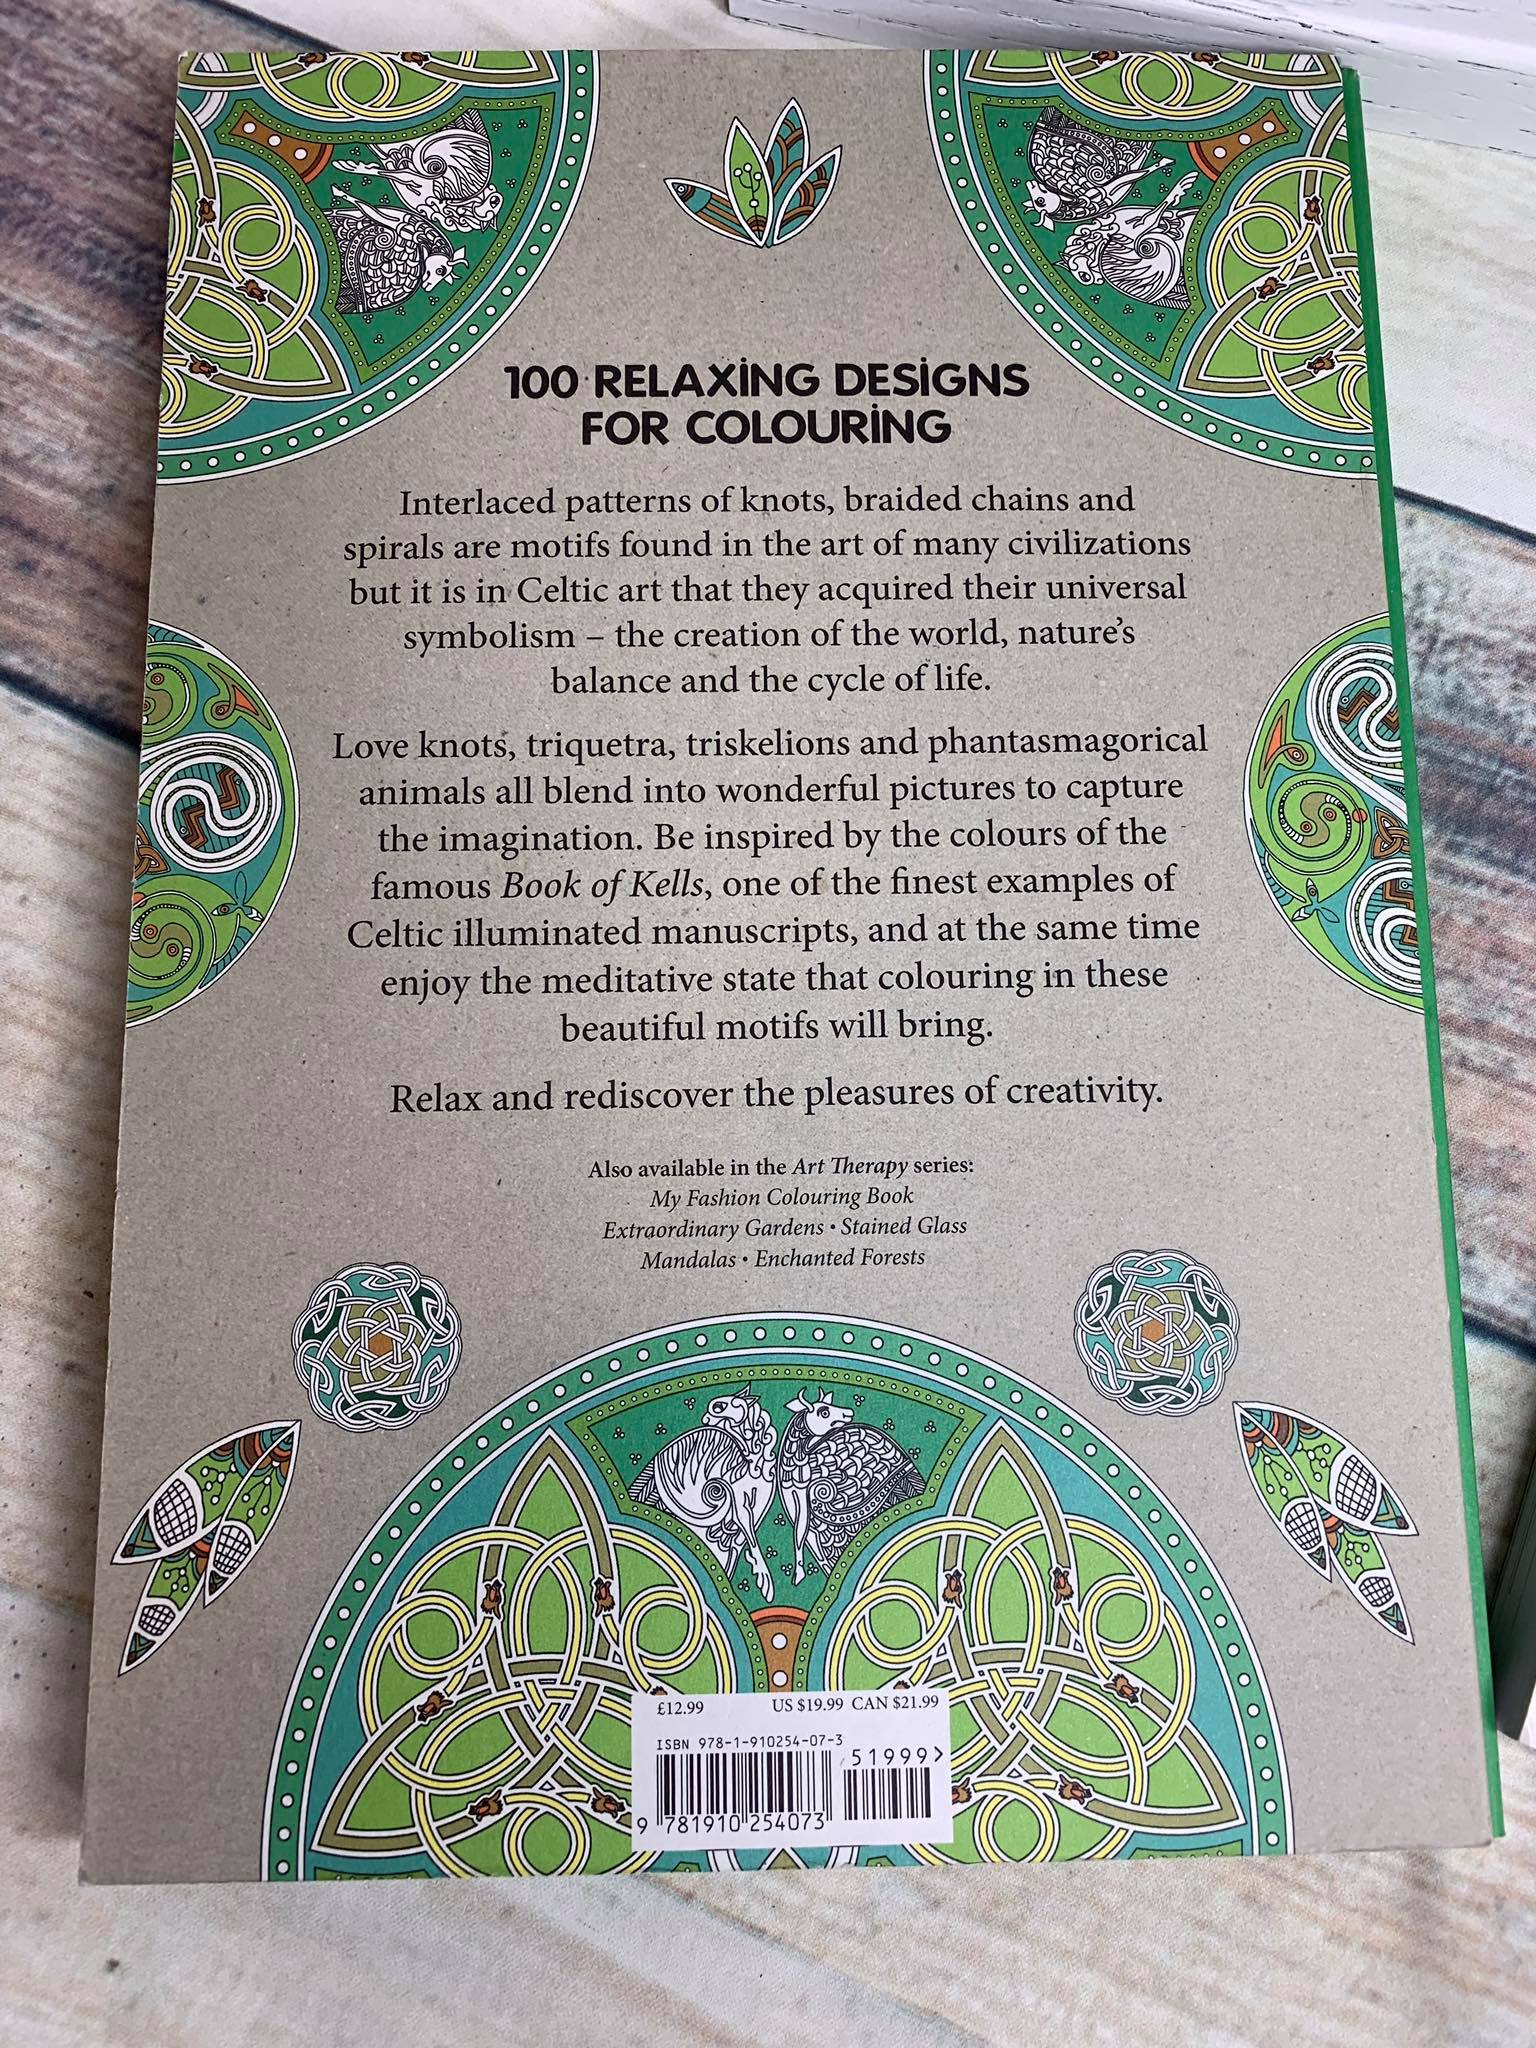 100 RELAXING DESIGNS
FOR COLOURING
Interlaced patterns of knots, braided chains and
spirals are motifs found in the art of many civilizations
but it is in Celtic art that they acquired their universal
symbolism – the creation of the world, nature's
balance and the cycle of life.
Love knots, triquetra, triskelions and phantasmagorical
animals all blend into wonderful pictures to capture
the imagination. Be inspired by the colours of the
famous Book of Kells, one of the finest examples of
Celtic illuminated manuscripts, and at the same time
enjoy the meditative state that colouring in these
beautiful motifs will bring.
Relax and rediscover the pleasures of creativity.
Also available in the Art Therapy series:
My Fashion Colouring Book
Extraordinary Gardens • Stained Glass
Mandalas • Enchanted Forests
£12.99 US $19.99 CAN $21.99
ISBN 978-1-910254-07-3
51999>
9 781910 254073